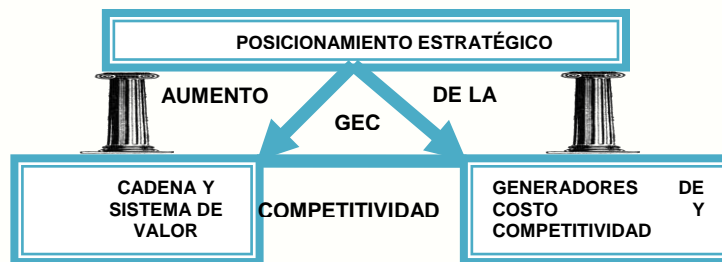 POSICIONAMIENTO ESTRATÉGICO
AUMENTO DE LA
GEC
CADENA Y
SISTEMA DE
VALOR
COMPETITIVIDAD
GENERADORES DE
COSTO Y
COMPETITIVIDAD